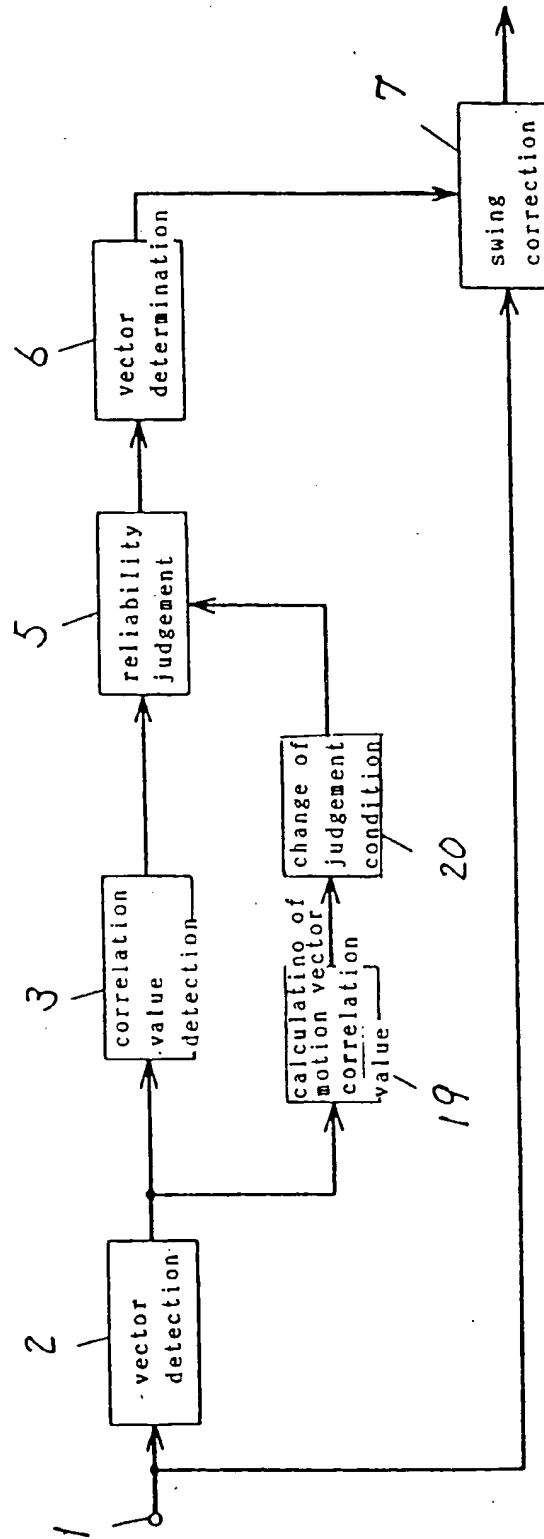 1
2
vector
detection
3
correlation
value
detection
5
reliability
judgement
6
vector
determination
calculatino of
motion vector
correlation
value
19
change of
judgement
condition
20
7
swing
correction